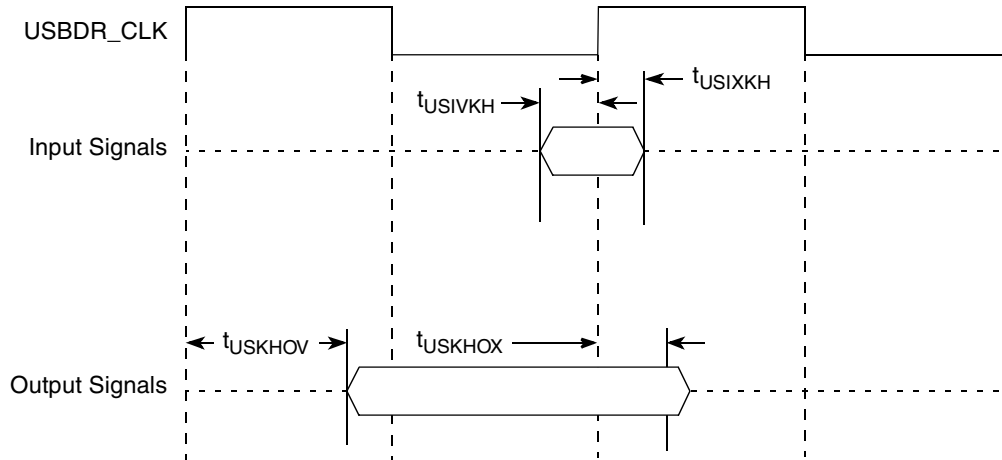 USBDR_CLK
tUSIXKH
tUSIVKH
Input Signals
tUSKHOV
tUSKHOX
Output Signals